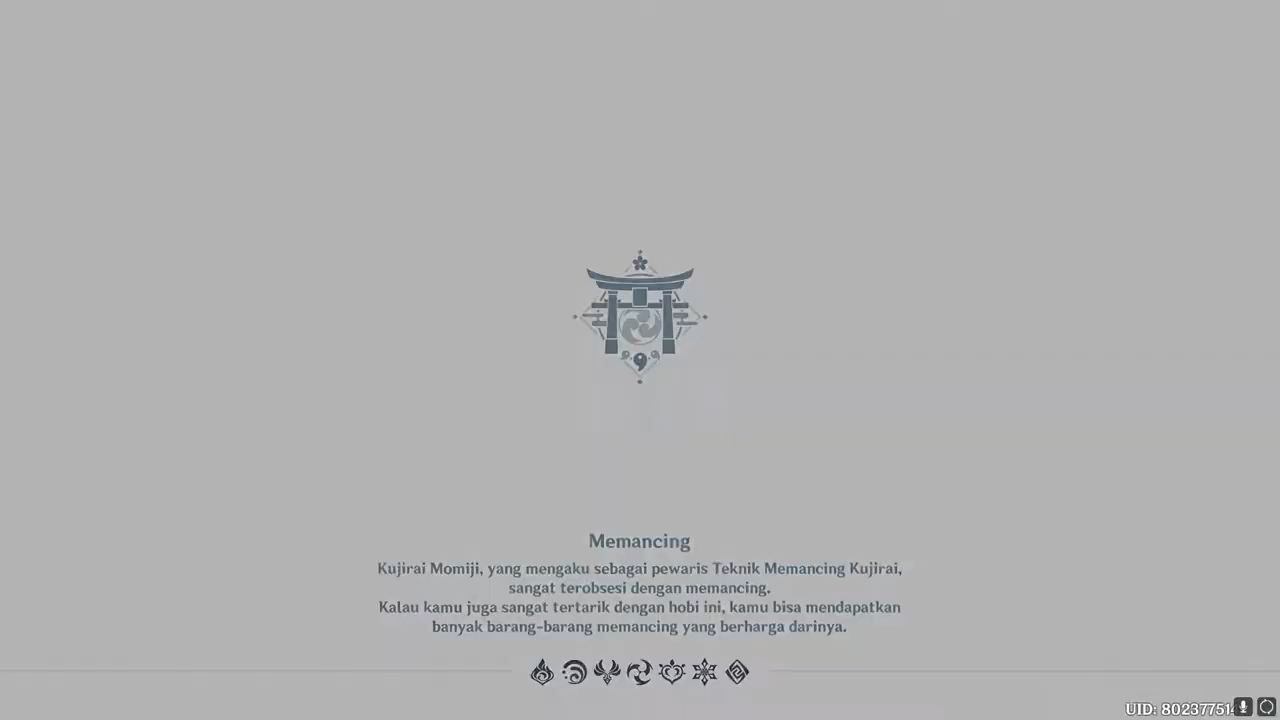 Memancing
Kujirai Momiji, yang mengaku sebagai pewaris Teknik Memancing Kujirai,
sangat terobsesi dengan memancing.
Kalau kamu juga sangat tertarik dengan hobi ini, kamu bisa mendapatkan
banyak barang-barang memancing yang berharga darinya.
UID: